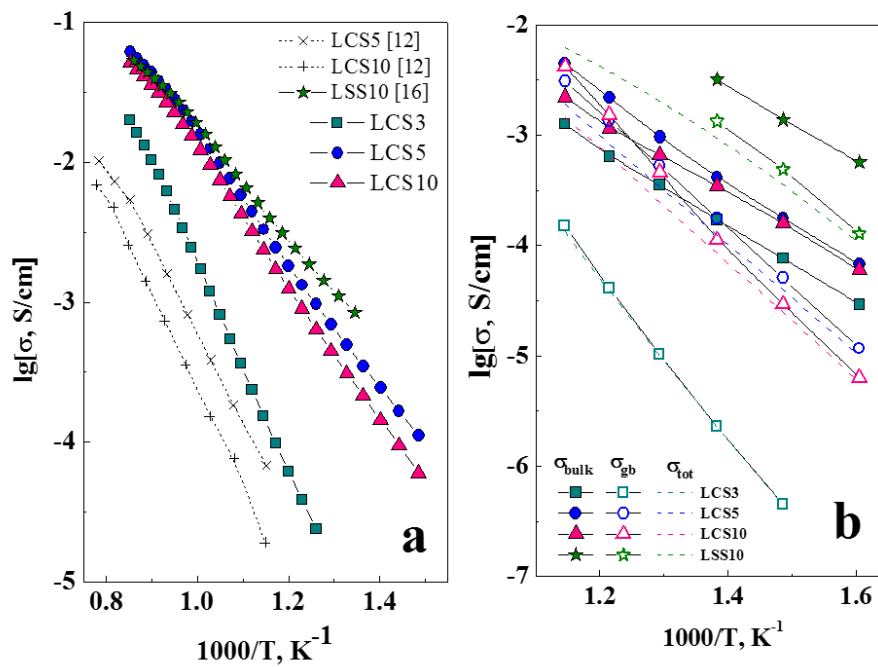 -1
-2
-3
-4
-5
lg[σ, S/cm]
0.8 1.0 1.2 1.4
1000/T, K-1
LCS5 [12]
LCS10 [12]
LSS10 [16]
LCS3
LCS5
LCS10
a
-2
-3
-4
-5
-6
-7
lg[σ, S/cm]
1.2 1.4 1.6
1000/T, K-1
σbulk σgb σtot
LCS3
LCS5
LCS10
LSS10
b